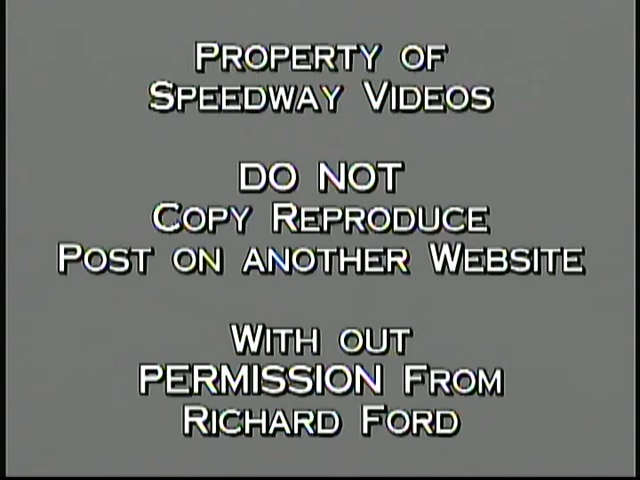 Property of
Speedway Videos
DO NOT
Copy Reproduce
Post on another Website
With out
PERMISSION From
Richard Ford